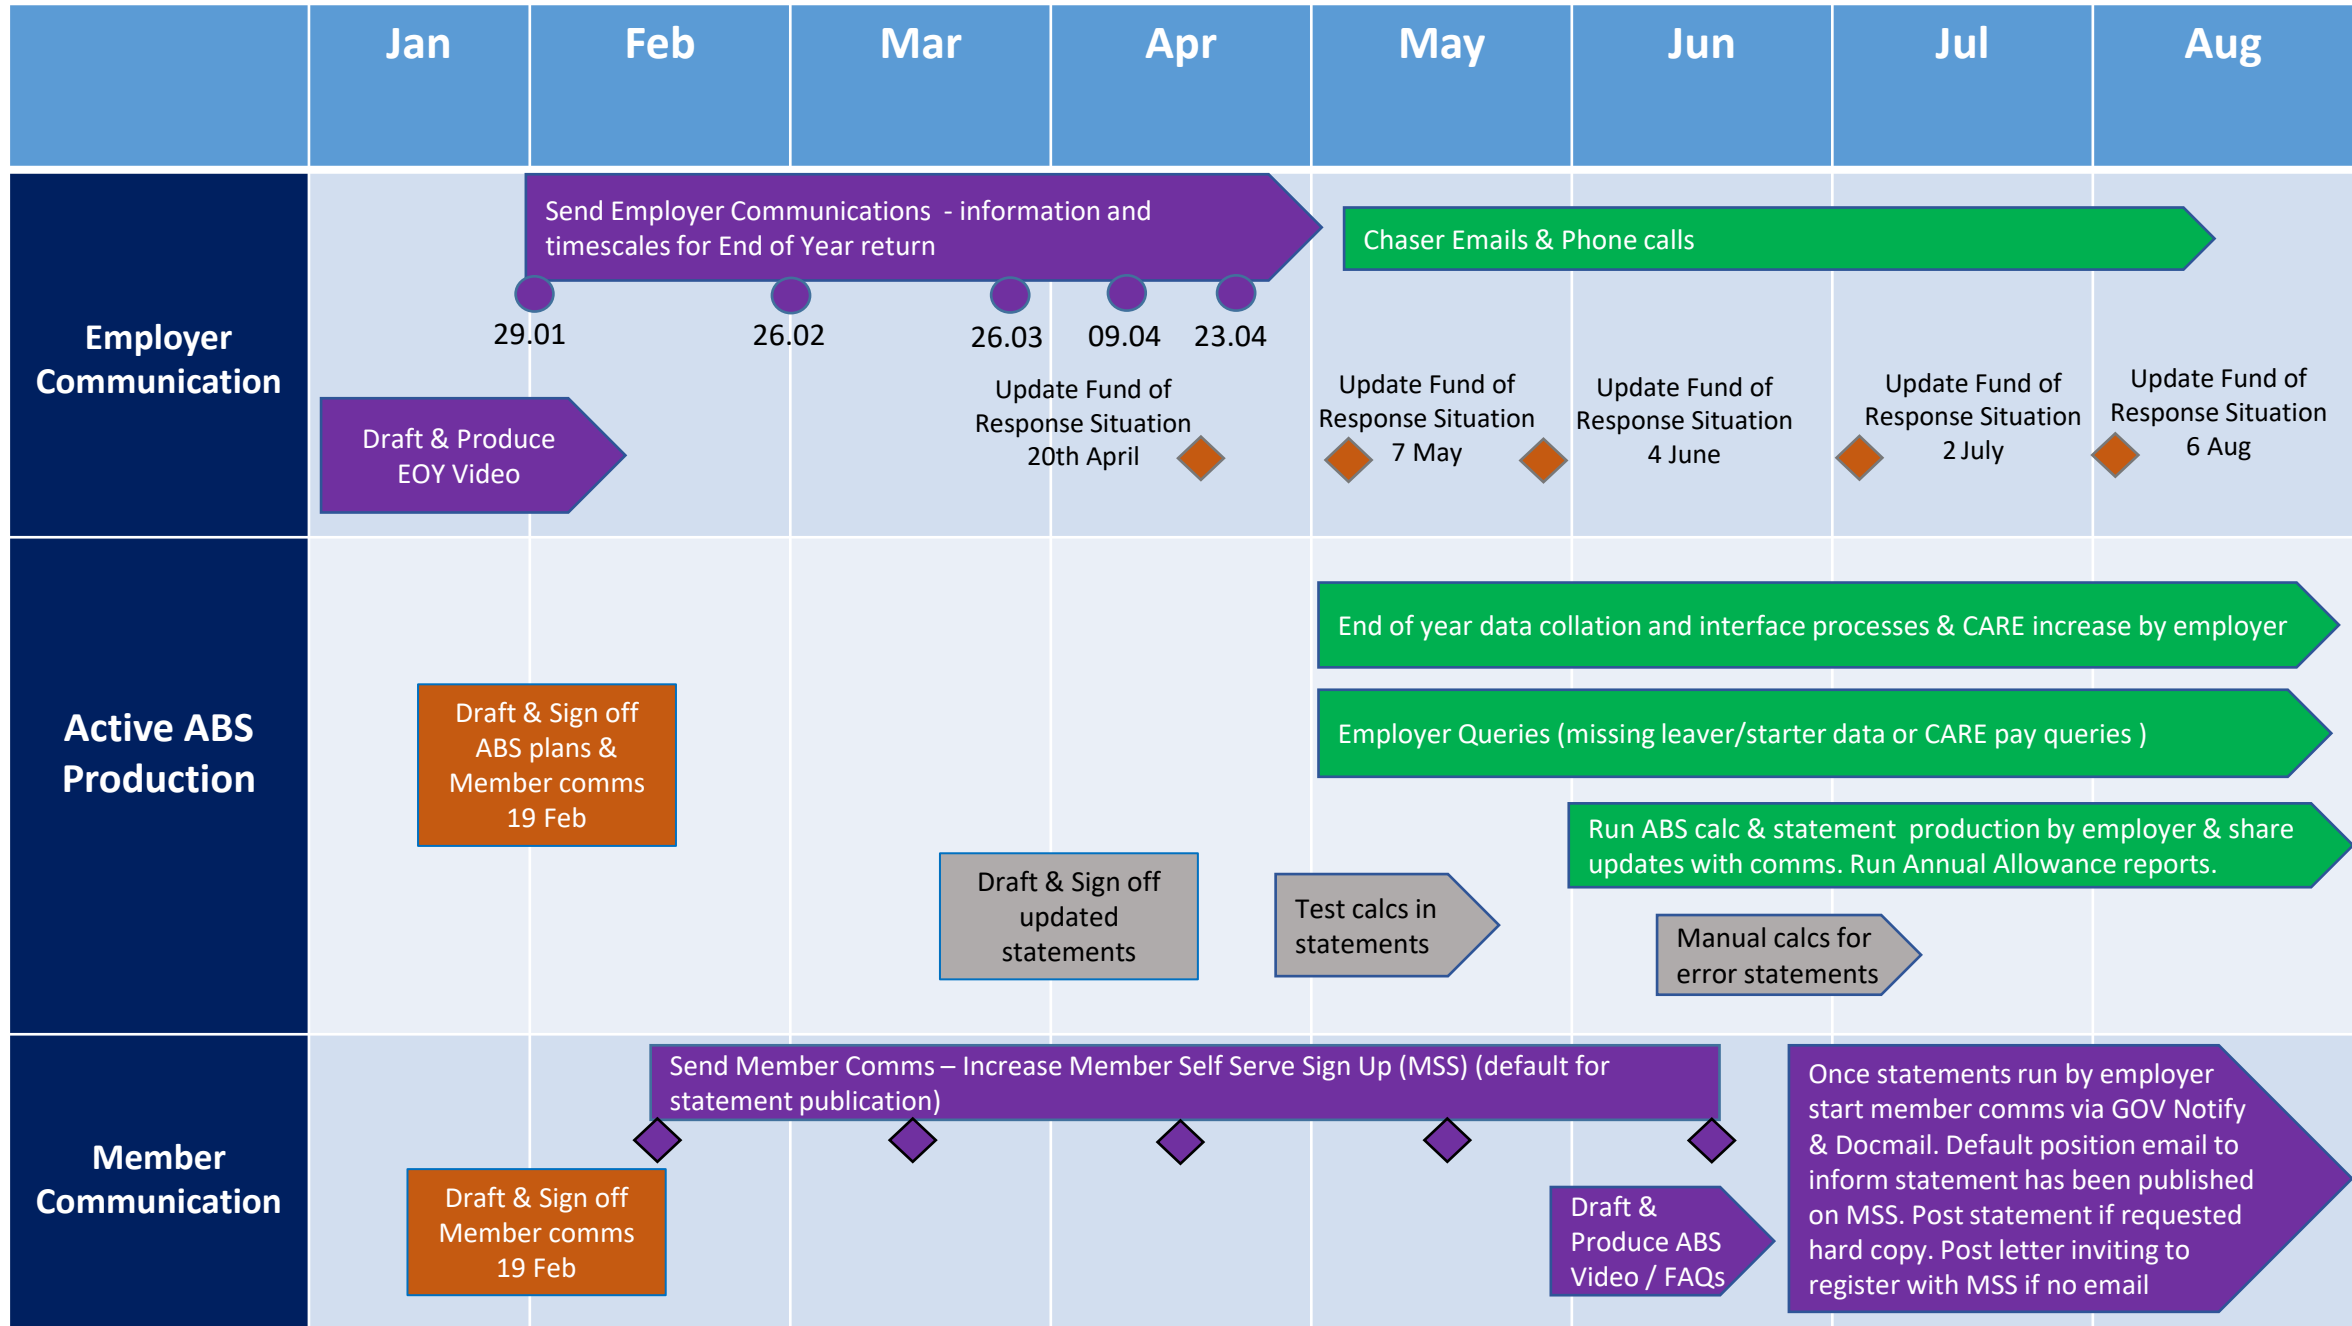 Jan
Feb
Mar
Apr
May
Jun
Jul
Aug
Employer
Communication
Send Employer Communications - information and
timescales for End of Year return
29.01
26.02
26.03
09.04
23.04
Chaser Emails & Phone calls
Draft & Produce
EOY Video
Update Fund of
Response Situation
20th April
Update Fund of
Response Situation
7 May
Update Fund of
Response Situation
4 June
Update Fund of
Response Situation
2 July
Update Fund of
Response Situation
6 Aug
Active ABS
Production
End of year data collation and interface processes & CARE increase by employer
Draft & Sign off
ABS plans &
Member comms
19 Feb
Employer Queries (missing leaver/starter data or CARE pay queries )
Run ABS calc & statement production by employer & share
updates with comms. Run Annual Allowance reports.
Draft & Sign off
updated
statements
Test calcs in
statements
Manual calcs for
error statements
Member
Communication
Send Member Comms – Increase Member Self Serve Sign Up (MSS) (default for
statement publication)
Draft & Sign off
Member comms
19 Feb
Draft &
Produce ABS
Video / FAQs
Once statements run by employer
start member comms via GOV Notify
& Docmail. Default position email to
inform statement has been published
on MSS. Post statement if requested
hard copy. Post letter inviting to
register with MSS if no email